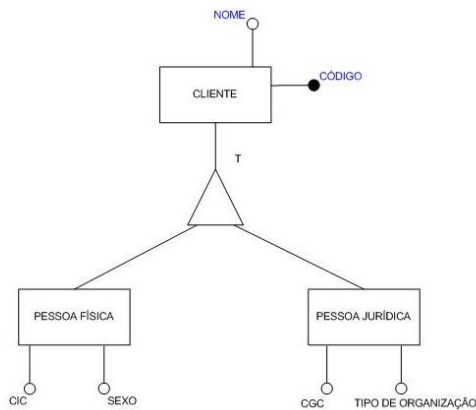 NOME
CÓDIGO
CLIENTE
T
PESSOA FÍSICA
PESSOA JURÍDICA
CIC
SEXO
CGC
TIPO DE ORGANIZAÇÃO